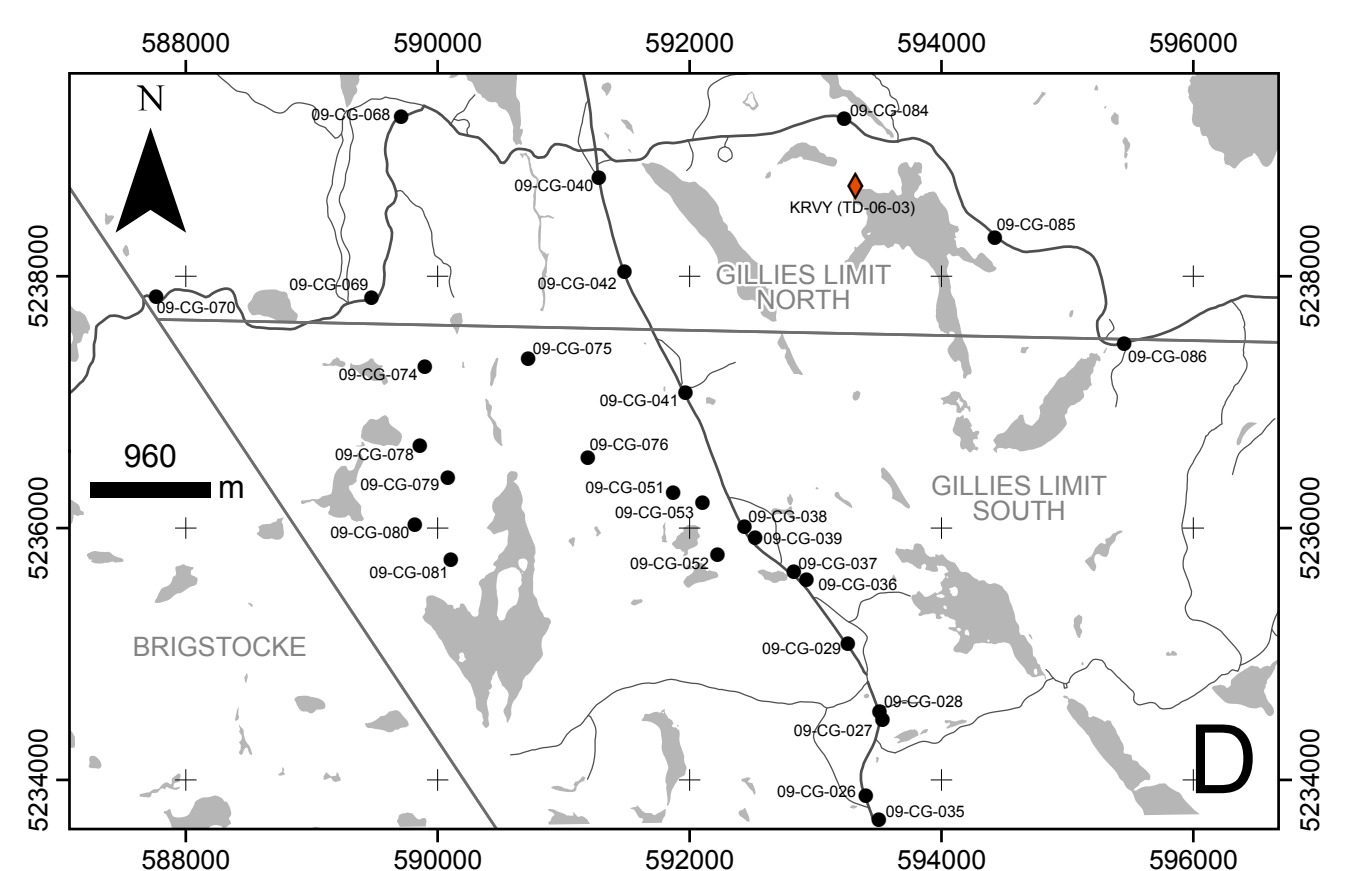 588000 590000 592000 594000 596000
N
09-CG-068
09-CG-084
09-CG-040
KRVY (TD-06-03)
09-CG-085
5238000
5238000
09-CG-069
09-CG-042
GILLIES LIMIT
NORTH
09-CG-070
09-CG-075
09-CG-086
09-CG-074
09-CG-041
09-CG-076
09-CG-078
960
m
09-CG-079
09-CG-051
GILLIES LIMIT
SOUTH
09-CG-053
09-CG-038
5236000
5236000
09-CG-080
09-CG-039
09-CG-052
09-CG-037
09-CG-081
09-CG-036
BRIGSTOCKE
09-CG-029
09-CG-028
09-CG-027
D
5234000
5234000
09-CG-026
09-CG-035
588000 590000 592000 594000 596000